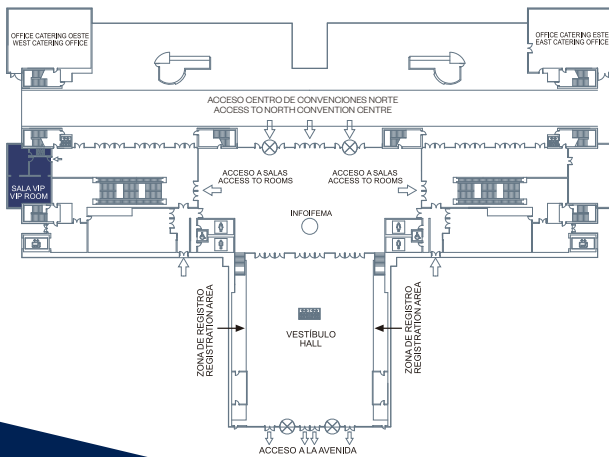 OFFICE CATERING OESTE
WEST CATERING OFFICE
OFFICE CATERING ESTE
EAST CATERING OFFICE
ACCESO CENTRO DE CONVENCIONES NORTE
ACCESS TO NORTH CONVENTION CENTRE
ACCESO A SALAS
ACCESS TO ROOMS
ACCESO A SALAS
ACCESS TO ROOMS
SALA VIP
VIP ROOM
INFOIFEMA
ZONA DE REGISTRO
REGISTRATION AREA
VESTÍBULO
HALL
ZONA DE REGISTRO
REGISTRATION AREA
ACCESO A LA AVENIDA